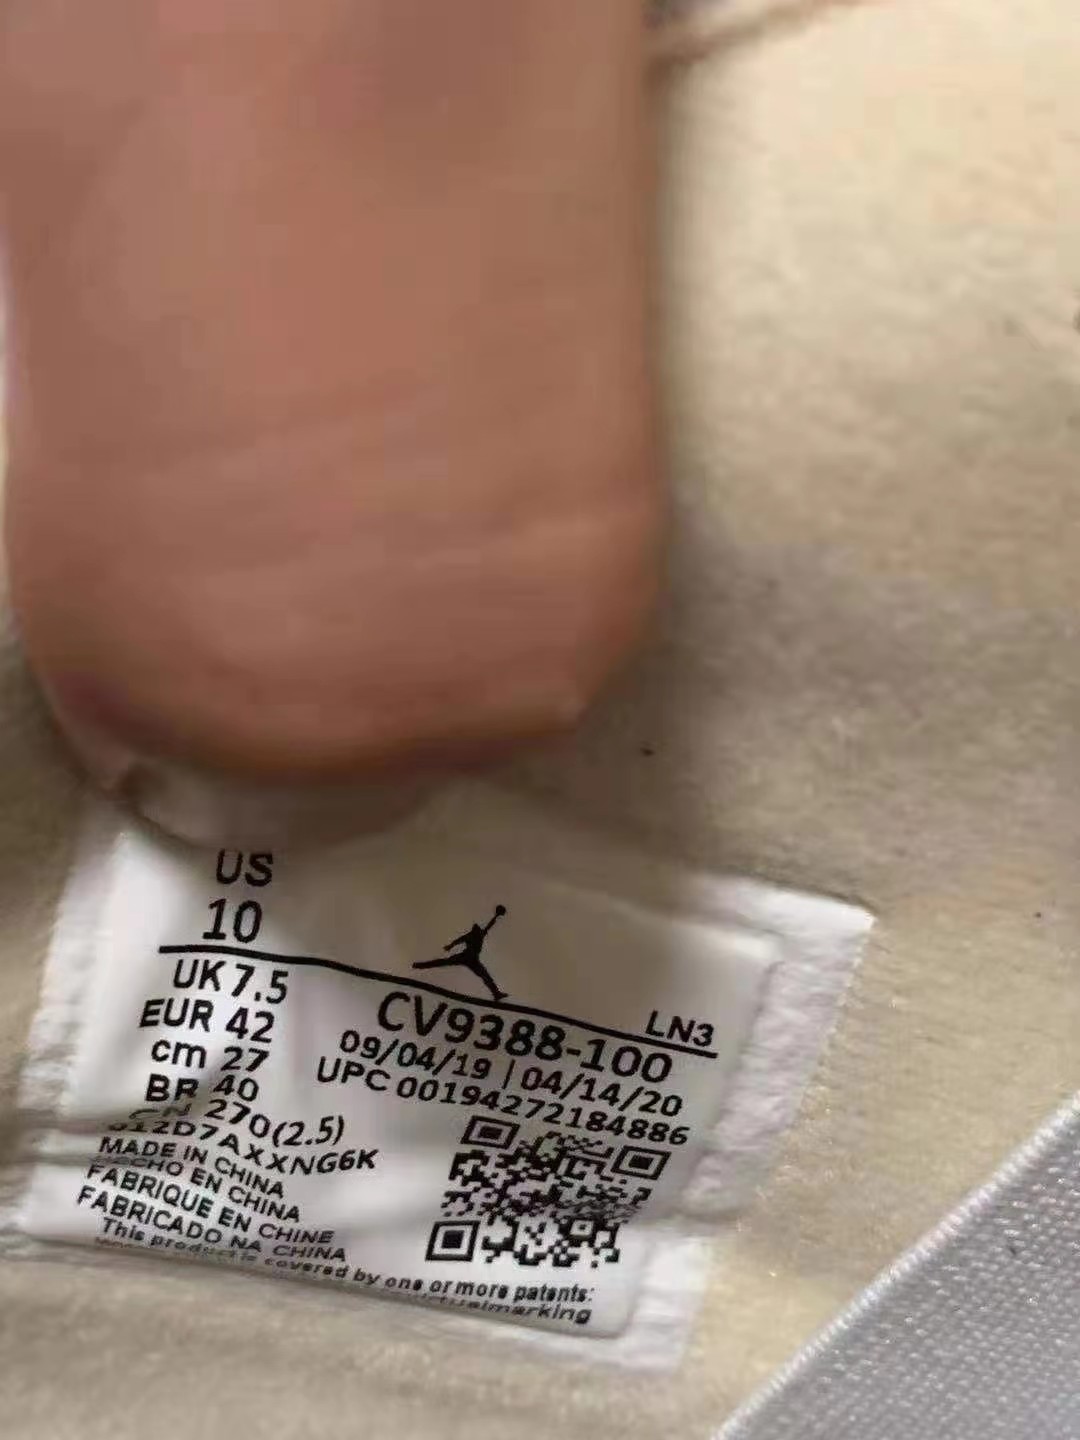 US
10
UK 7.5
EUR 42
cm 27
BR 40
CN 270(2.5)
LN3
CV9388-100
09/04/19 | 04/14/20
UPC 00194272184886
012D7AXXNG6K
MADE IN CHINA
HECHO EN CHINA
FABRIQUE EN CHINE
FABRICADO NA CHINA
This product is covered by one or more patents: